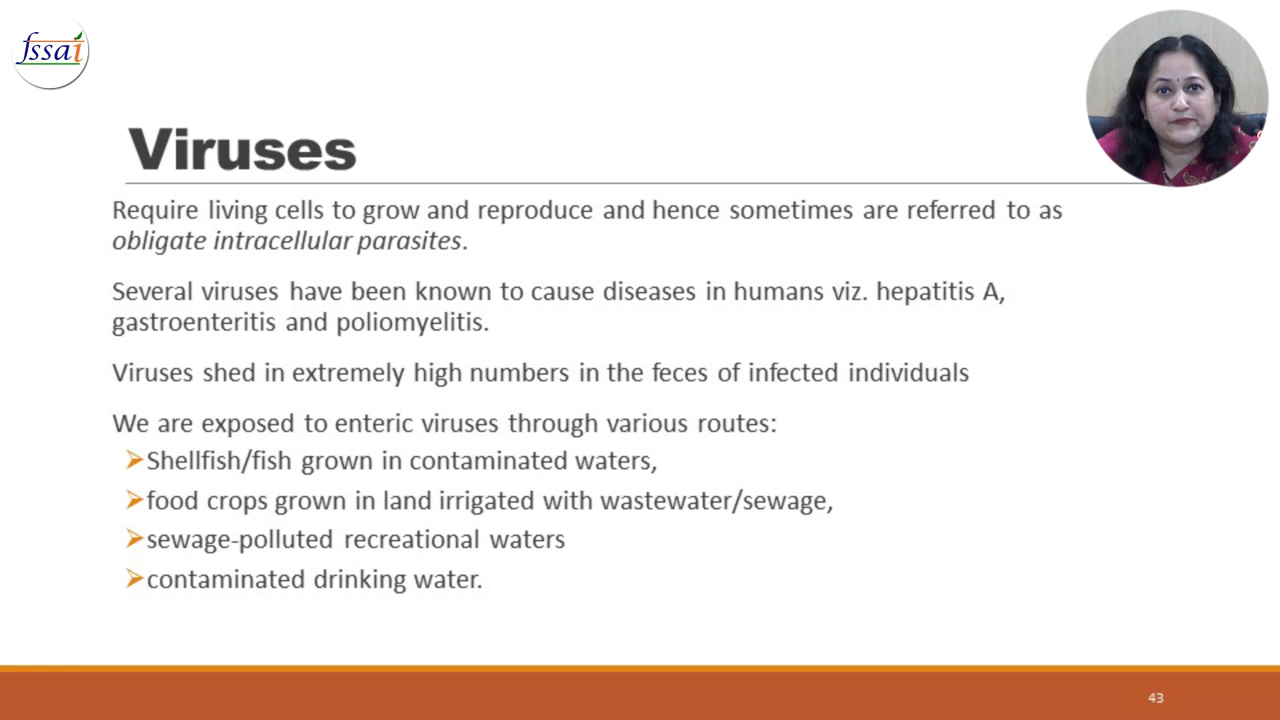 fssai
Viruses
Require living cells to grow and reproduce and hence sometimes are referred to as
obligate intracellular parasites.
Several viruses have been known to cause diseases in humans viz. hepatitis A,
gastroenteritis and poliomyelitis.
Viruses shed in extremely high numbers in the feces of infected individuals
We are exposed to enteric viruses through various routes:
➢Shellfish/fish grown in contaminated waters,
➢food crops grown in land irrigated with wastewater/sewage,
➢sewage-polluted recreational waters
➢contaminated drinking water.
43